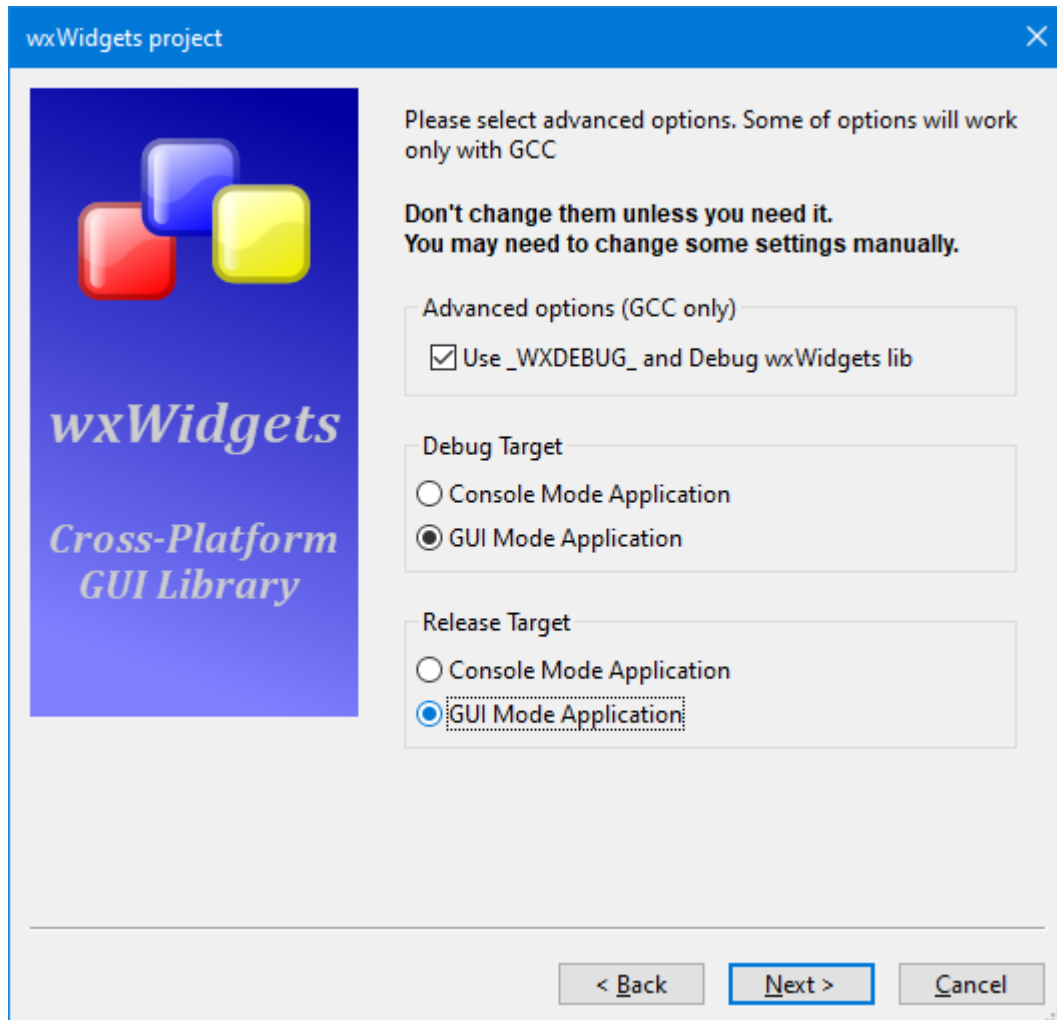 wxWidgets project
Please select advanced options. Some of options will work
only with GCC
Don't change them unless you need it.
You may need to change some settings manually.
Advanced options (GCC only)
Use _WXDEBUG_ and Debug wxWidgets lib
wxWidgets
Debug Target
Console Mode Application
GUI Mode Application
Cross-Platform
GUI Library
Release Target
Console Mode Application
GUI Mode Application
< Back
Next >
Cancel